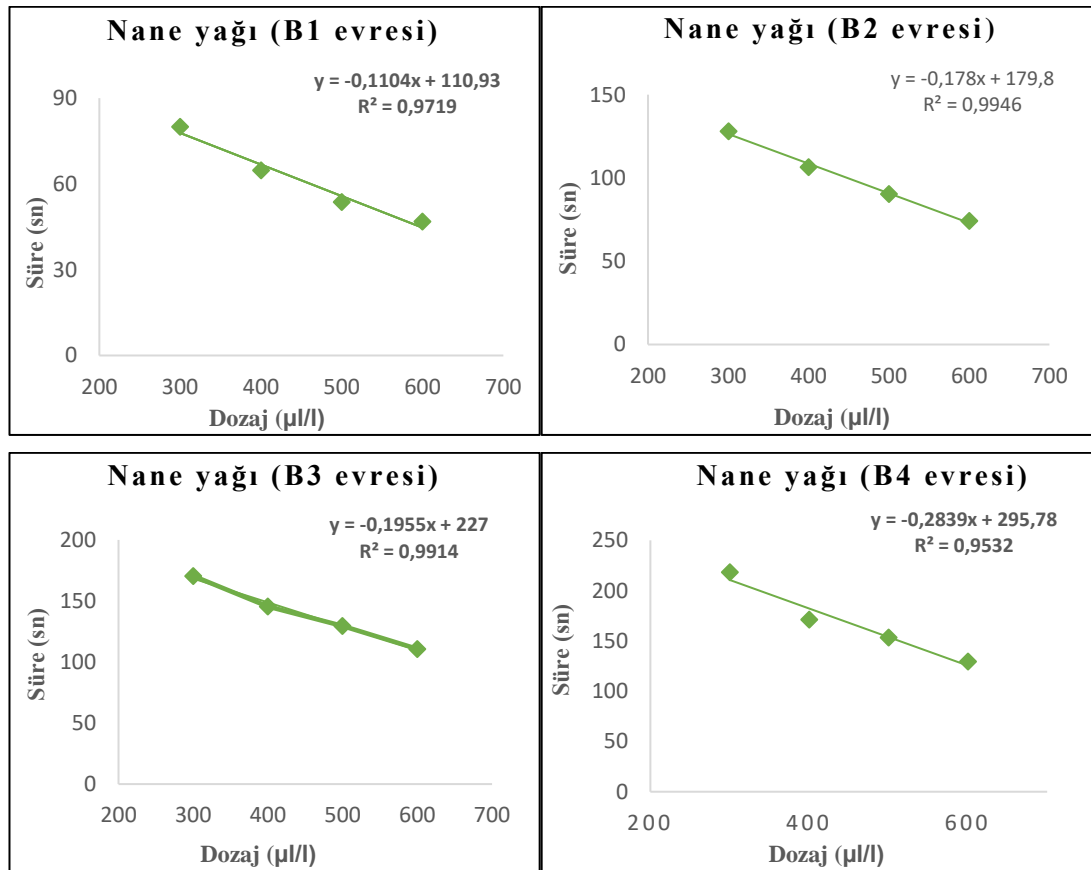 Nane yağı (B1 evresi)
y = -0,1104x + 110,93
R² = 0,9719
90
60
30
0
Süre (sn)
200 300 400 500 600 700
Dozaj (µl/l)
Nane yağı (B2 evresi)
y = -0,178x + 179,8
R² = 0,9946
150
100
50
0
Süre (sn)
200 300 400 500 600 700
Dozaj (µl/l)
Nane yağı (B3 evresi)
y = -0,1955x + 227
R² = 0,9914
200
150
100
50
0
Süre (sn)
200 300 400 500 600 700
Dozaj (µl/l)
Nane yağı (B4 evresi)
y = -0,2839x + 295,78
R² = 0,9532
250
200
150
100
50
0
Süre (sn)
200 400 600
Dozaj (µl/l)